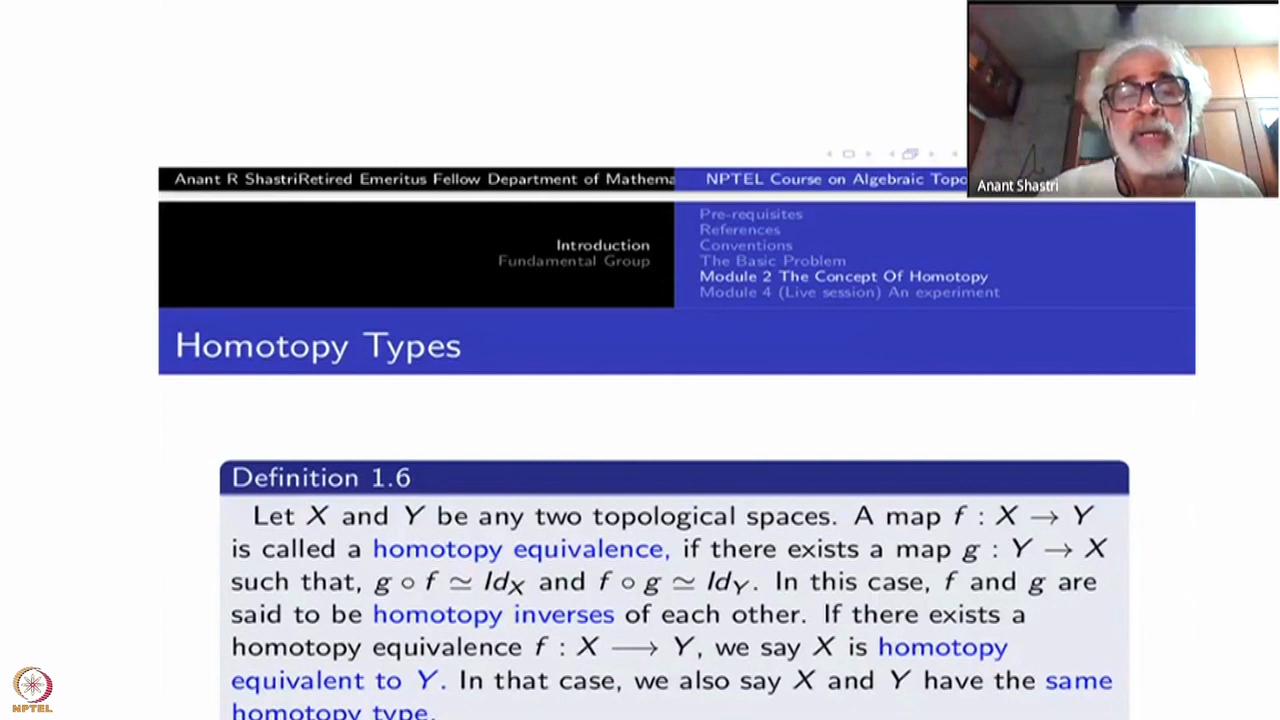 Anant Shastri
Anant R ShastriRetired Emeritus Fellow Department of Mathema
NPTEL Course on Algebraic Topo
Introduction
Fundamental Group
Pre-requisites
References
Conventions
The Basic Problem
Module 2 The Concept Of Homotopy
Module 4 (Live session) An experiment
Homotopy Types
Definition 1.6
Let X and Y be any two topological spaces. A map f : X → Y
is called a homotopy equivalence, if there exists a map g : Y → X
such that, g ∘ f ≃ Id_X and f ∘ g ≃ Id_Y. In this case, f and g are
said to be homotopy inverses of each other. If there exists a
homotopy equivalence f : X ⟶ Y, we say X is homotopy
equivalent to Y. In that case, we also say X and Y have the same
homotopy type.
NPTEL